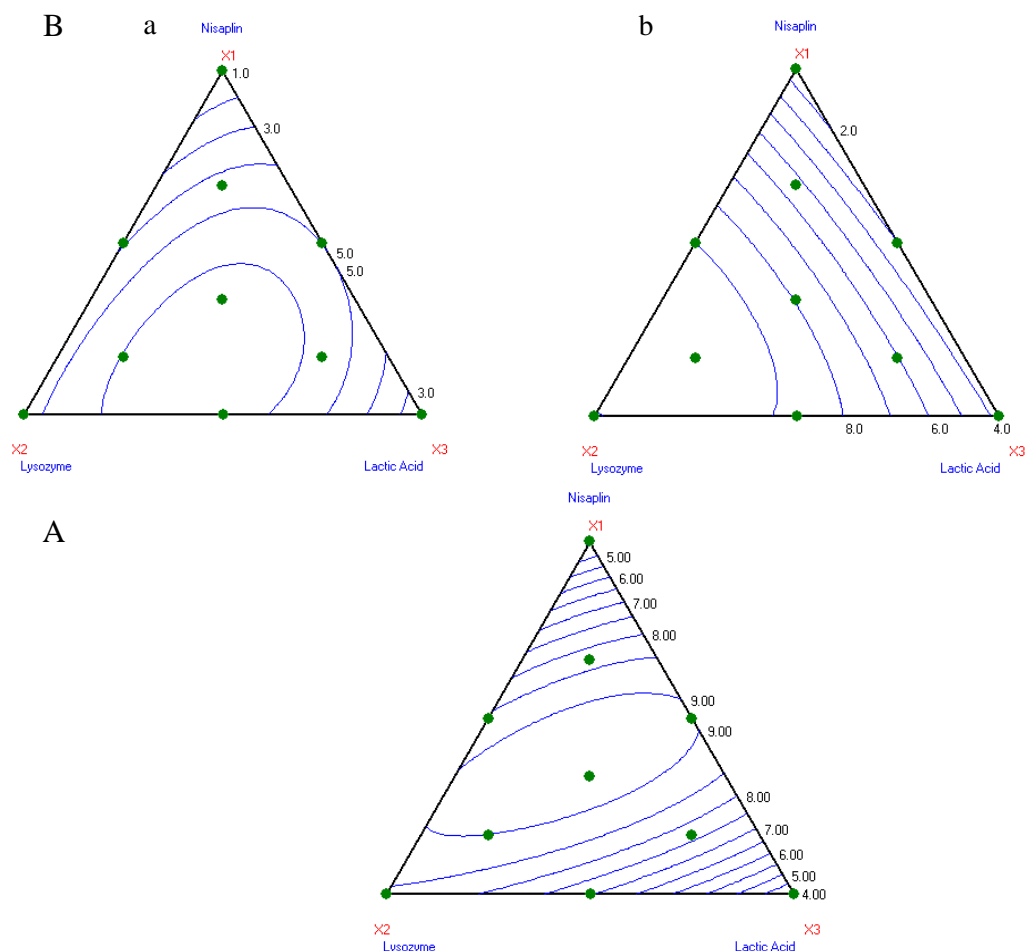 B
a
Nisaplin
X1
1.0
3.0
5.0
5.0
3.0
X2
X3
Lysozyme
Lactic Acid
b
Nisaplin
X1
2.0
8.0
6.0
4.0
X2
X3
Lysozyme
Lactic Acid
A
Nisaplin
X1
5.00
6.00
7.00
8.00
9.00
9.00
8.00
7.00
6.00
5.00
4.00
X2
X3
Lysozyme
Lactic Acid